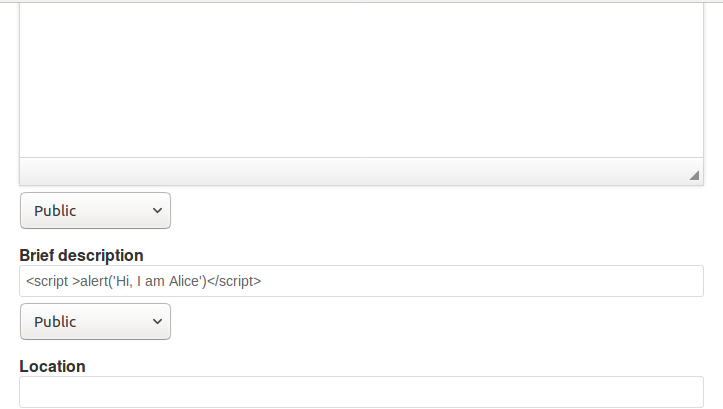 Public
Brief description
<script >alert('Hi, I am Alice')</script>
Public
Location